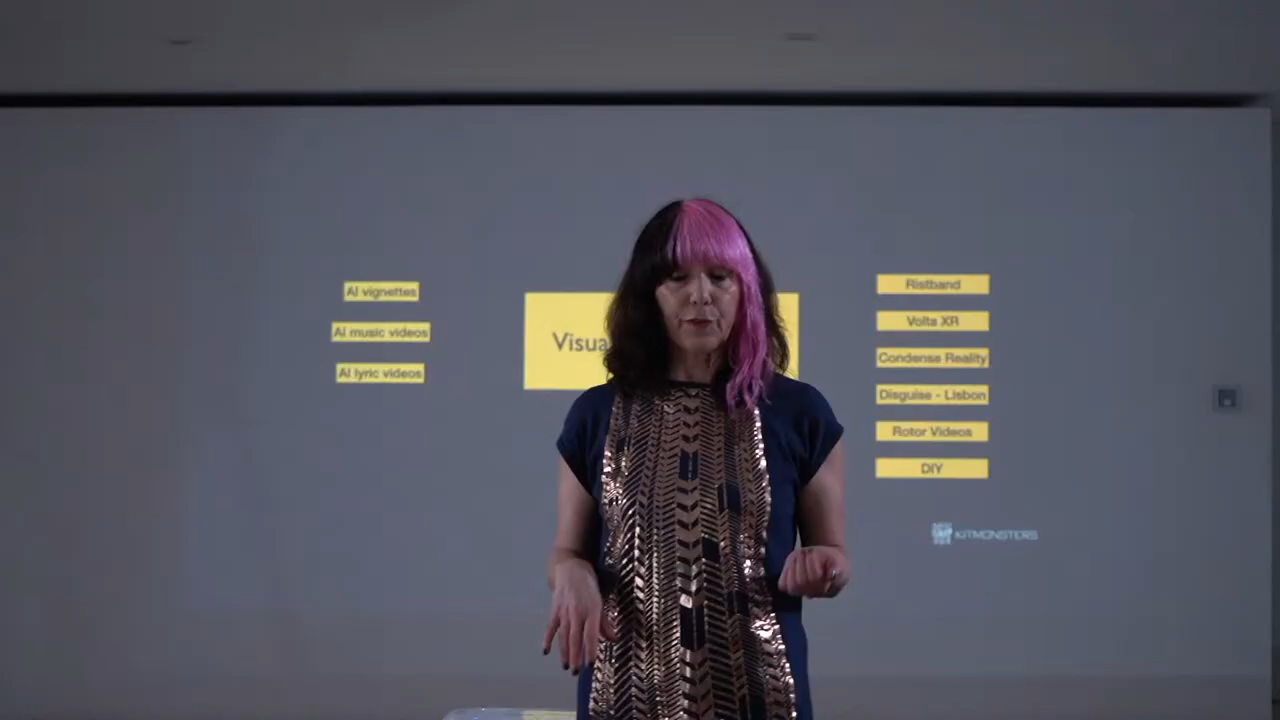 AI vignettes
AI music videos
AI lyric videos
Visua
Ristband
Volta XR
Condense Reality
Disguise - Lisbon
Rotor Videos
DIY
KITMONSTERS